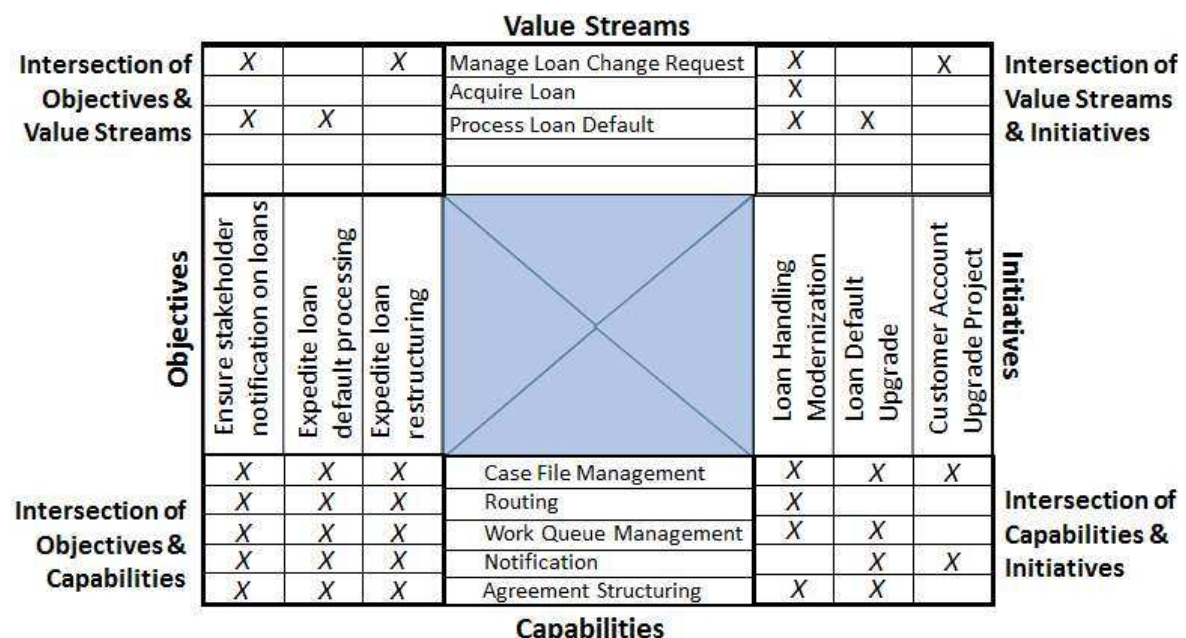 Value Streams
Intersection of
Objectives &
Value Streams
X X Manage Loan Change Request X X
Acquire Loan X
X X Process Loan Default X X
Intersection of
Value Streams
& Initiatives
Objectives
Ensure stakeholder
notification on loans
Expedite loan
default processing
Expedite loan
restructuring
Loan Handling
Modernization
Loan Default
Upgrade
Customer Account
Upgrade Project
Initiatives
Intersection of
Objectives &
Capabilities
X X X Case File Management X X X
X X X Routing X
X X X Work Queue Management X X
X X X Notification X X
X X X Agreement Structuring X X
Intersection of
Capabilities &
Initiatives
Capabilities